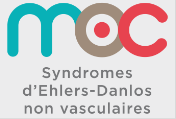 moc
Syndromes
d'Ehlers-Danlos
non vasculaires